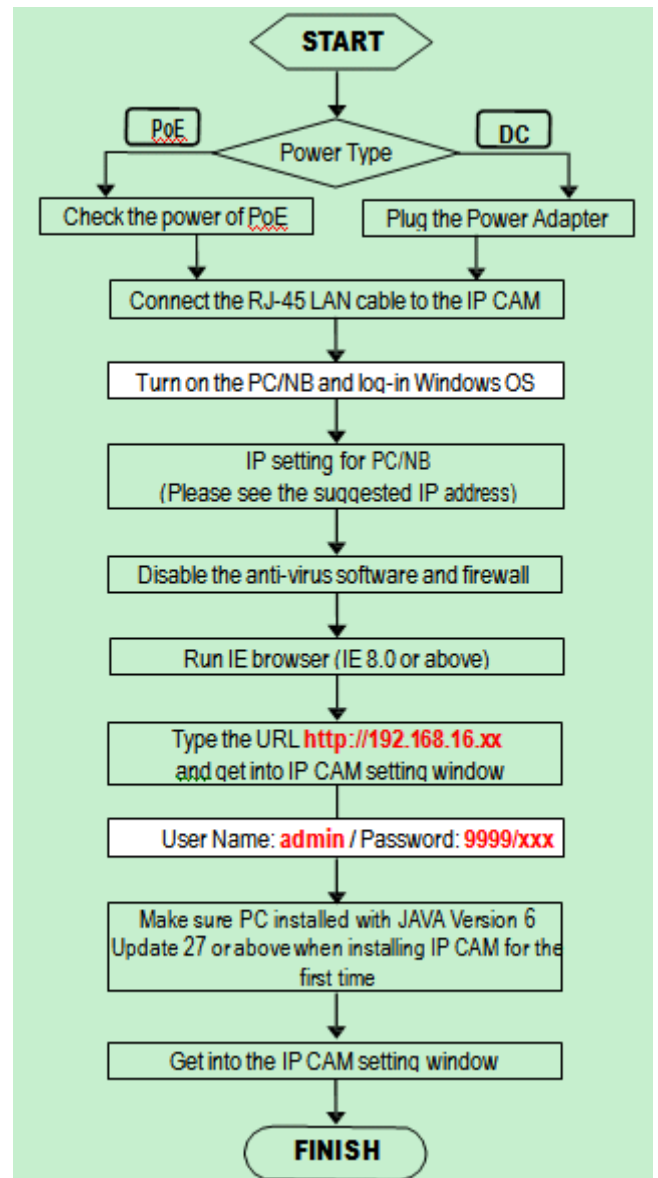 START
PoE
DC
Power Type
Check the power of PoE
Plug the Power Adapter
Connect the RJ-45 LAN cable to the IP CAM
Turn on the PC/NB and log-in Windows OS
IP setting for PC/NB
(Please see the suggested IP address)
Disable the anti-virus software and firewall
Run IE browser (IE 8.0 or above)
Type the URL http://192.168.16.xx
and get into IP CAM setting window
User Name: admin / Password: 9999/xxx
Make sure PC installed with JAVA Version 6
Update 27 or above when installing IP CAM for the
first time
Get into the IP CAM setting window
FINISH